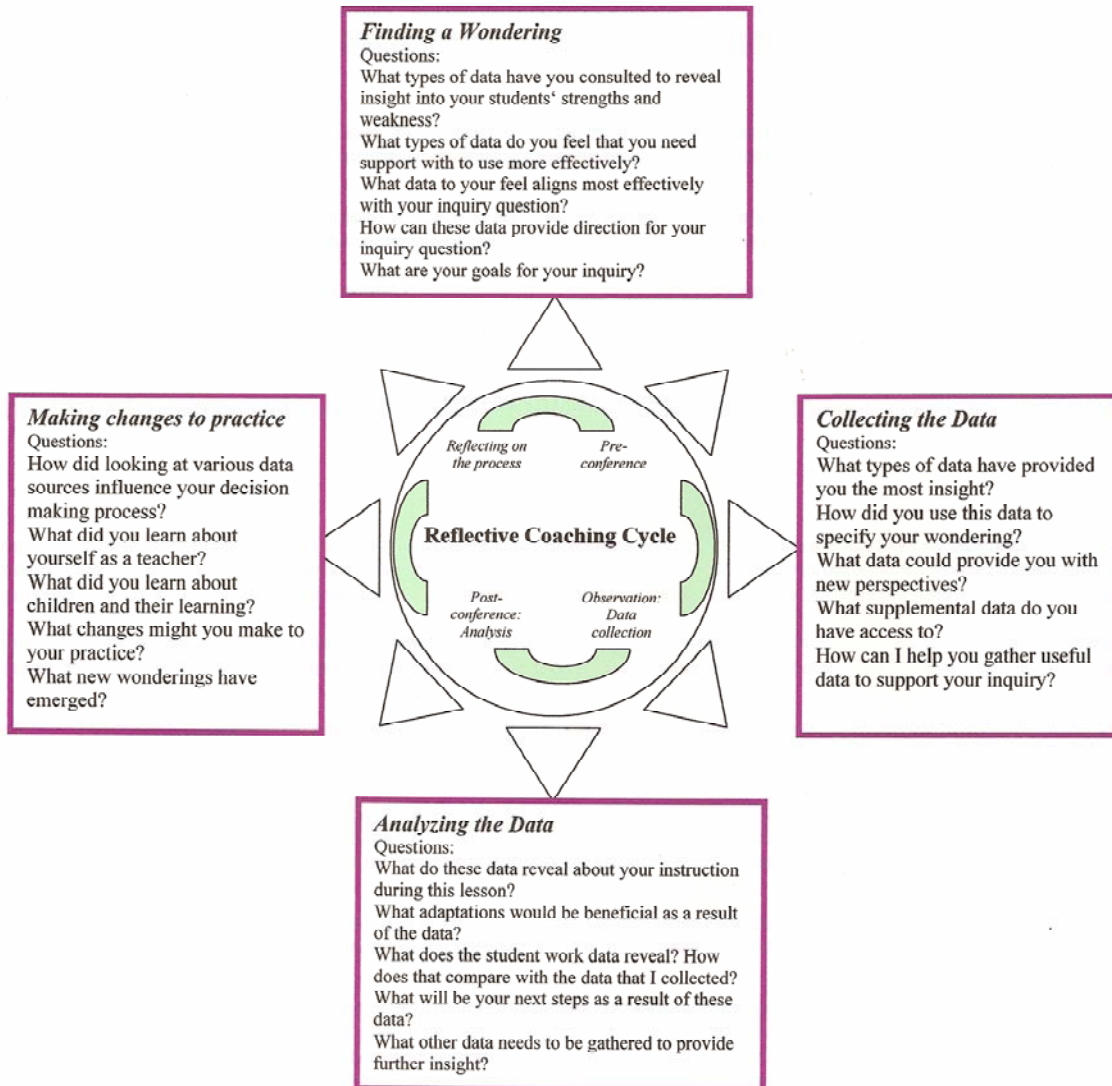 Finding a Wondering
Questions:
What types of data have you consulted to reveal
insight into your students‘ strengths and
weakness?
What types of data do you feel that you need
support with to use more effectively?
What data to your feel aligns most effectively
with your inquiry question?
How can these data provide direction for your
inquiry question?
What are your goals for your inquiry?
Making changes to practice
Questions:
How did looking at various data
sources influence your decision
making process?
What did you learn about
yourself as a teacher?
What did you learn about
children and their learning?
What changes might you make to
your practice?
What new wonderings have
emerged?
Reflecting on
the process
Pre-
conference
Reflective Coaching Cycle
Post-
conference:
Analysis
Observation:
Data
collection
Collecting the Data
Questions:
What types of data have provided
you the most insight?
How did you use this data to
specify your wondering?
What data could provide you with
new perspectives?
What supplemental data do you
have access to?
How can I help you gather useful
data to support your inquiry?
Analyzing the Data
Questions:
What do these data reveal about your instruction
during this lesson?
What adaptations would be beneficial as a result
of the data?
What does the student work data reveal? How
does that compare with the data that I collected?
What will be your next steps as a result of these
data?
What other data needs to be gathered to provide
further insight?